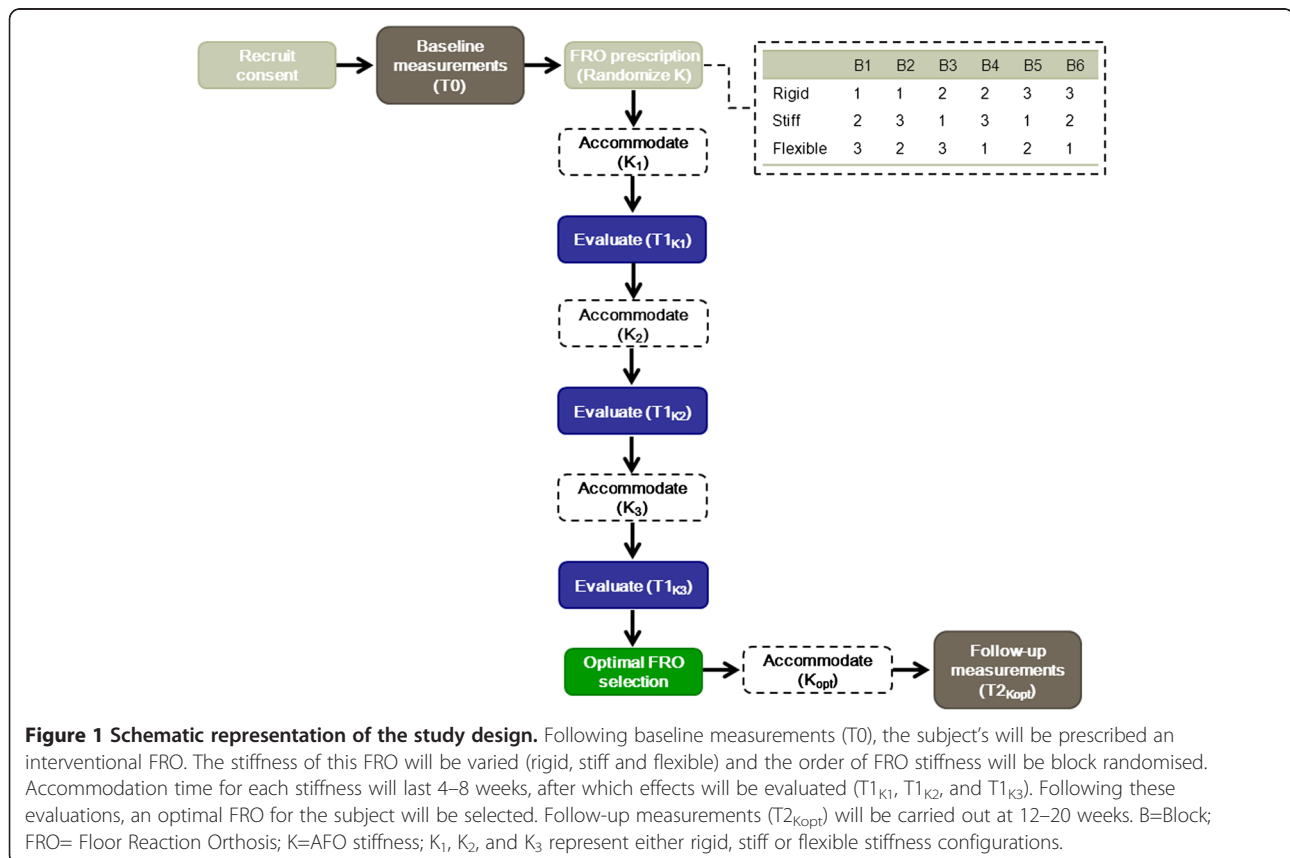 Recruit consent
Baseline measurements (T0)
FRO prescription (Randomize K)
B1 B2 B3 B4 B5 B6
Rigid 1 1 2 2 3 3
Stiff 2 3 1 3 1 2
Flexible 3 2 3 1 2 1
Accommodate (K1)
Evaluate (T1K1)
Accommodate (K2)
Evaluate (T1K2)
Accommodate (K3)
Evaluate (T1K3)
Optimal FRO selection
Accommodate (Kopt)
Follow-up measurements (T2Kopt)
Figure 1 Schematic representation of the study design. Following baseline measurements (T0), the subject's will be prescribed an
interventional FRO. The stiffness of this FRO will be varied (rigid, stiff and flexible) and the order of FRO stiffness will be block randomised.
Accommodation time for each stiffness will last 4–8 weeks, after which effects will be evaluated (T1K1, T1K2, and T1K3). Following these
evaluations, an optimal FRO for the subject will be selected. Follow-up measurements (T2Kopt) will be carried out at 12–20 weeks. B=Block;
FRO= Floor Reaction Orthosis; K=AFO stiffness; K1, K2, and K3 represent either rigid, stiff or flexible stiffness configurations.